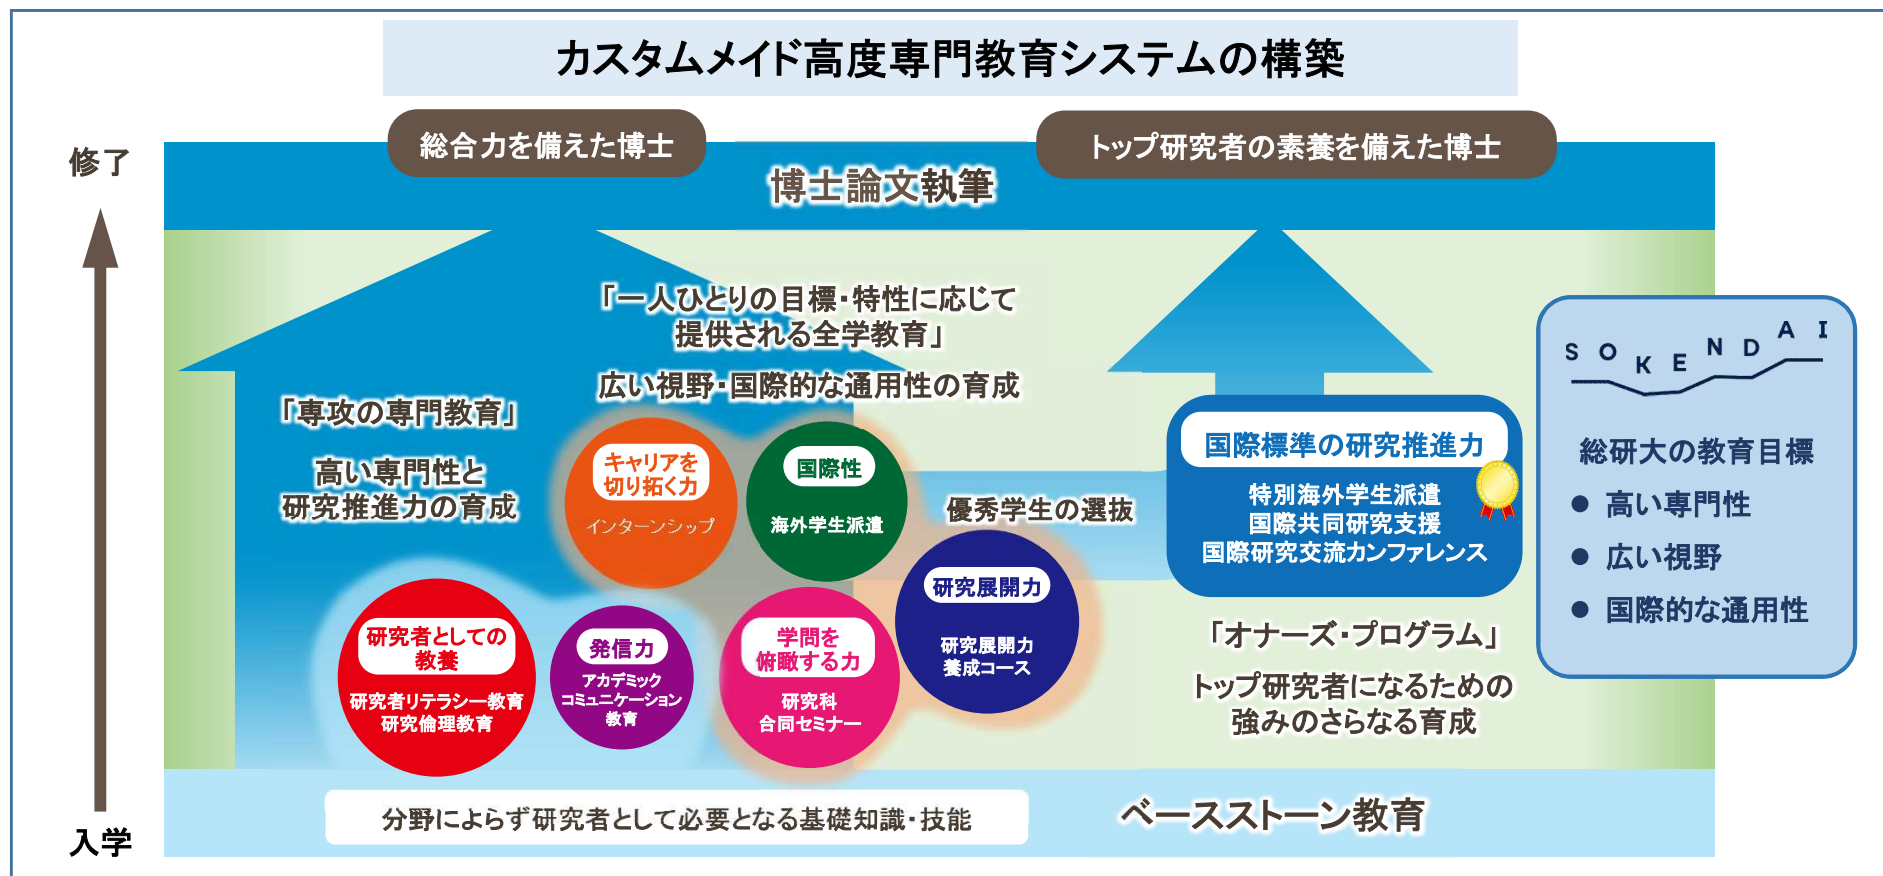 カスタムメイド高度専門教育システムの構築
総合力を備えた博士
トップ研究者の素養を備えた博士
修了
博士論文執筆
「一人ひとりの目標・特性に応じて
提供される全学教育」
広い視野・国際的な通用性の育成
「専攻の専門教育」
高い専門性と
研究推進力の育成
キャリアを
切り拓く力
インターンシップ
国際性
海外学生派遣
優秀学生の選抜
国際標準の研究推進力
特別海外学生派遣
国際共同研究支援
国際研究交流カンファレンス
研究者としての
教養
研究者リテラシー教育
研究倫理教育
発信力
アカデミック
コミュニケーション
教育
学問を
俯瞰する力
研究科
合同セミナー
研究展開力
研究展開力
養成コース
「オナーズ・プログラム」
トップ研究者になるための
強みのさらなる育成
SOKENDAI
総研大の教育目標
● 高い専門性
● 広い視野
● 国際的な通用性
分野によらず研究者として必要となる基礎知識・技能
ベースストーン教育
入学